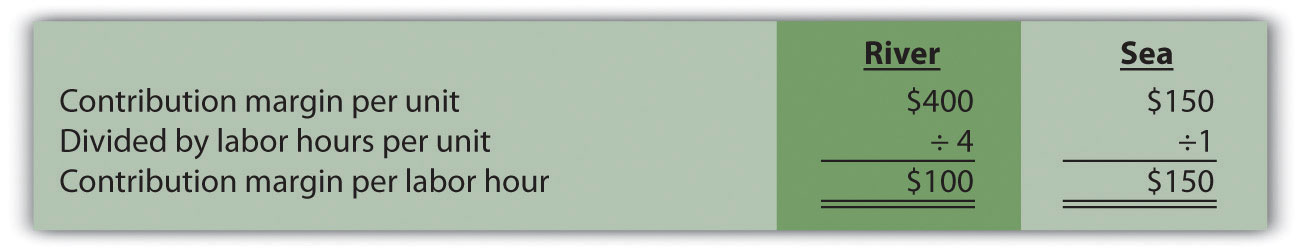 River Sea
Contribution margin per unit $400 $150
Divided by labor hours per unit ÷ 4 ÷1
Contribution margin per labor hour $100 $150